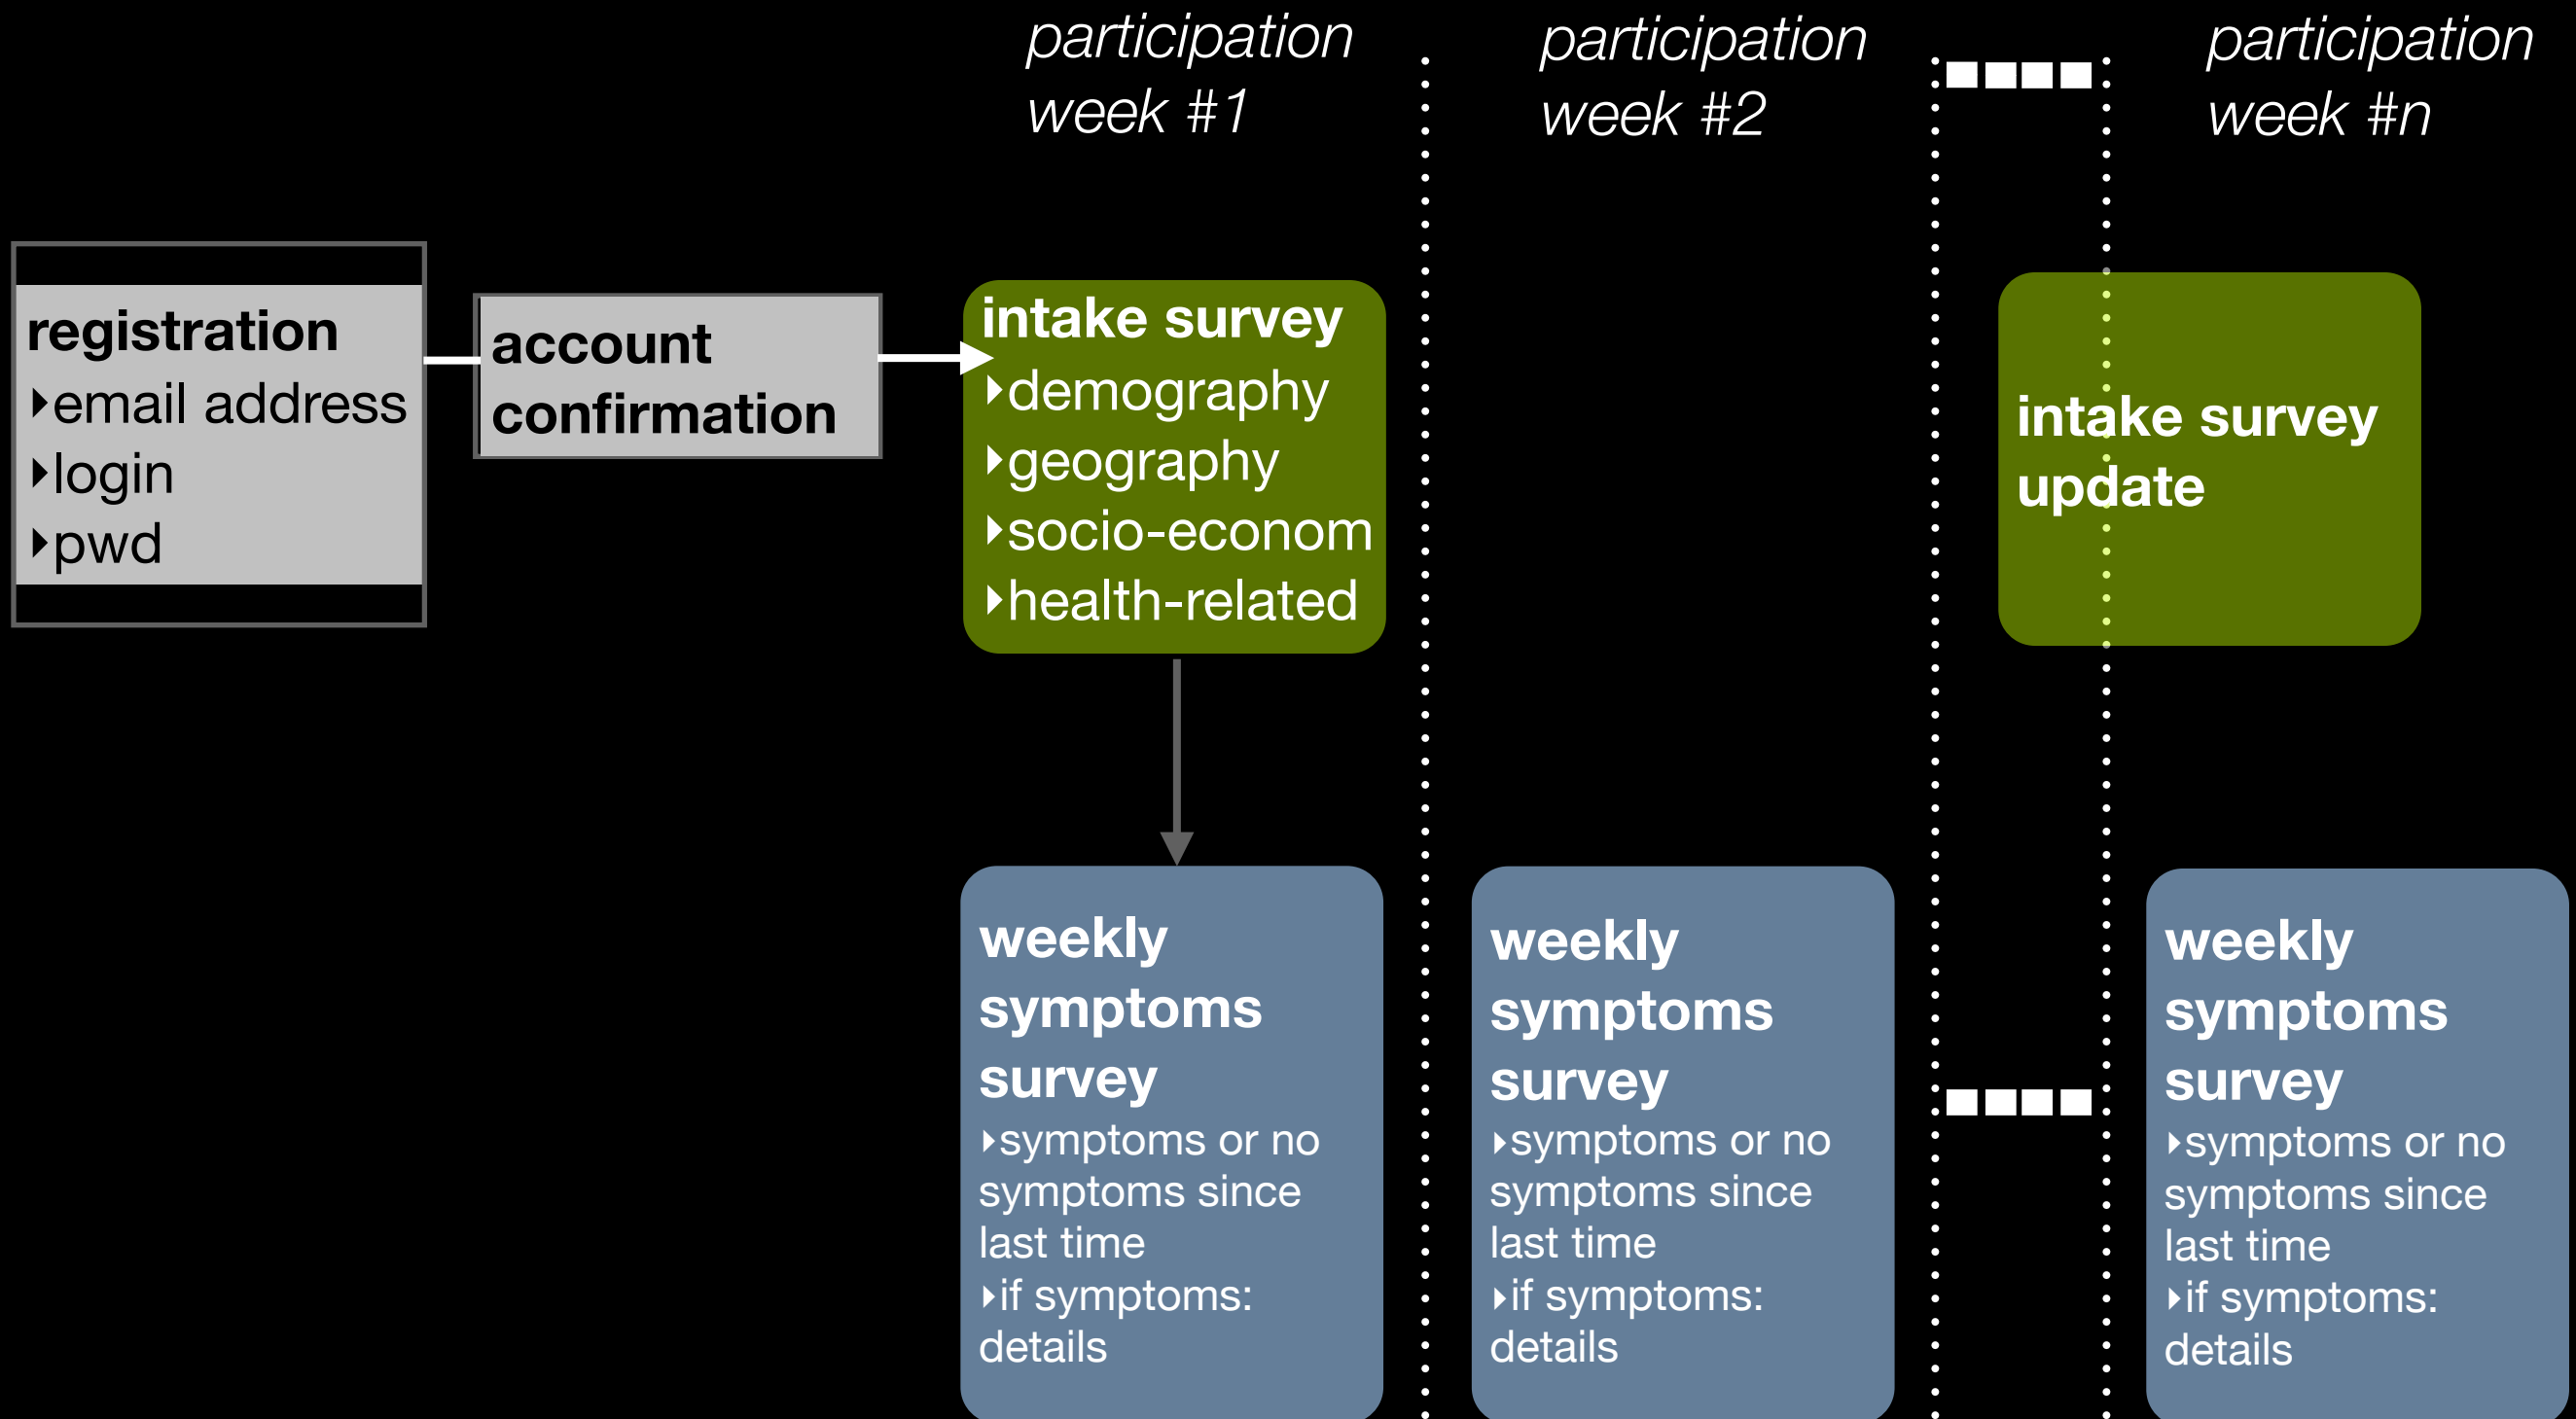 participation
week #1
participation
week #2
participation
week #n
registration
‣email address
‣login
‣pwd
account
confirmation
intake survey
‣demography
‣geography
‣socio-econom
‣health-related
intake survey
update
weekly
symptoms
survey
‣symptoms or no
symptoms since
last time
‣if symptoms:
details
weekly
symptoms
survey
‣symptoms or no
symptoms since
last time
‣if symptoms:
details
weekly
symptoms
survey
‣symptoms or no
symptoms since
last time
‣if symptoms:
details